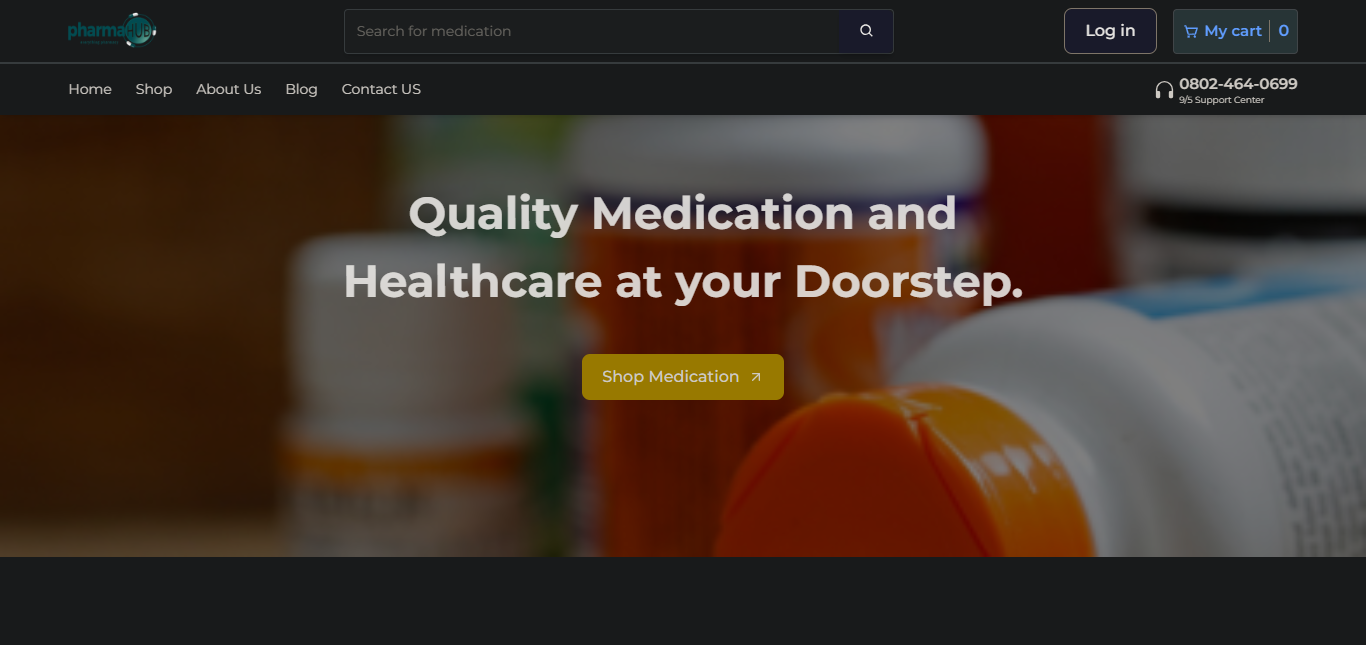 pharmaHUB
Search for medication
Log in
My cart
0
Home
Shop
About Us
Blog
Contact US
0802-464-0699
9/5 Support Center
Quality Medication and
Healthcare at your Doorstep.
Shop Medication